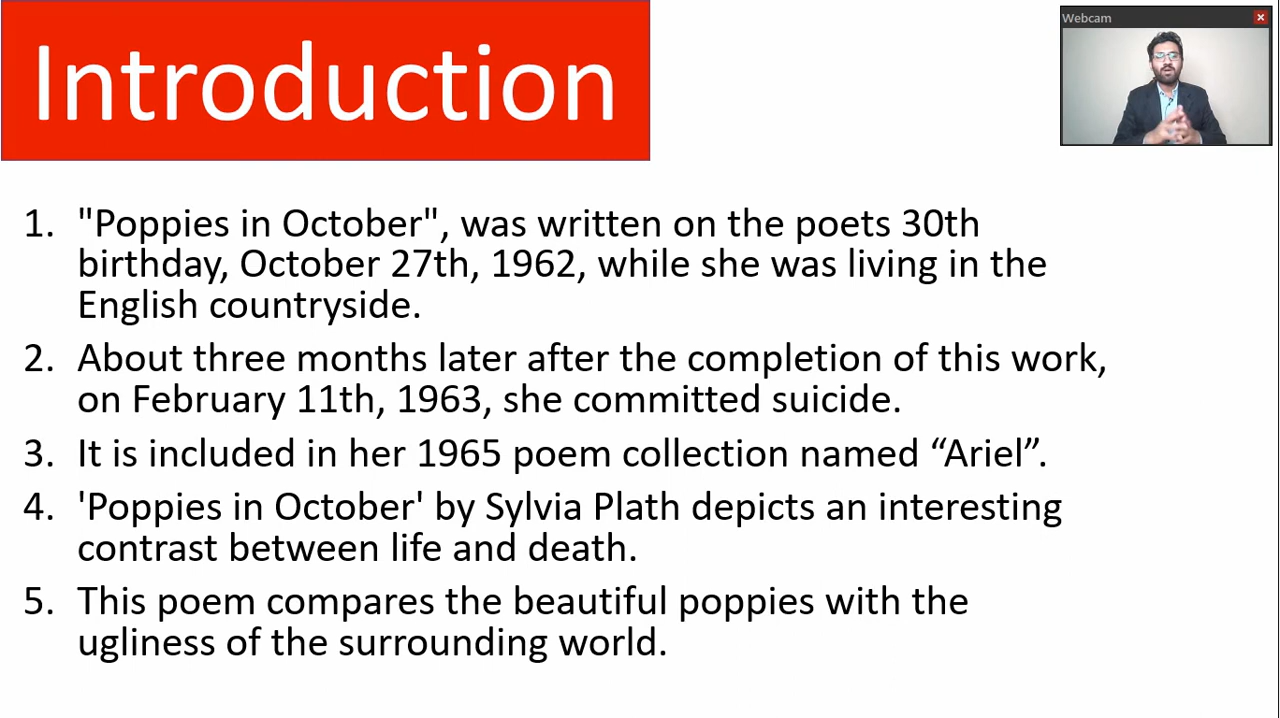 Introduction
Webcam
1. "Poppies in October", was written on the poets 30th
birthday, October 27th, 1962, while she was living in the
English countryside.
2. About three months later after the completion of this work,
on February 11th, 1963, she committed suicide.
3. It is included in her 1965 poem collection named “Ariel”.
4. 'Poppies in October' by Sylvia Plath depicts an interesting
contrast between life and death.
5. This poem compares the beautiful poppies with the
ugliness of the surrounding world.